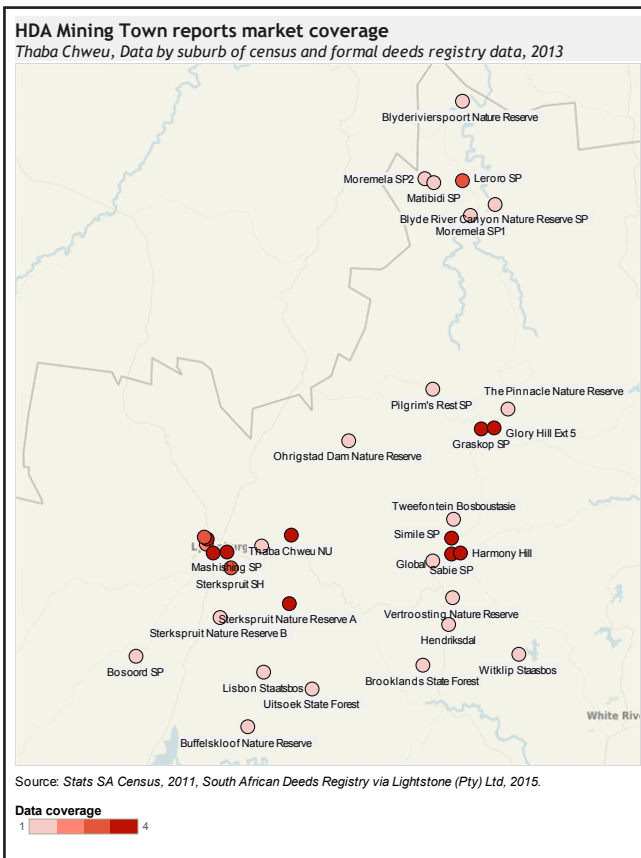 HDA Mining Town reports market coverage
Thaba Chweu, Data by suburb of census and formal deeds registry data, 2013
Blyderivierspoort Nature Reserve
Moremela SP2
Leroro SP
Matibidi SP
Blyde River Canyon Nature Reserve SP
Moremela SP1
The Pinnacle Nature Reserve
Pilgrim's Rest SP
Glory Hill Ext 5
Graskop SP
Ohrigstad Dam Nature Reserve
Tweefontein Bosboustasie
Simile SP
Thaba Chweu NU
Harmony Hill
Mashishing SP
Global
Sabie SP
Sterkspruit SH
Vertroosting Nature Reserve
Sterkspruit Nature Reserve A
Sterkspruit Nature Reserve B
Hendriksdal
Bosoord SP
Witklip Staasbos
Brooklands State Forest
Lisbon Staatsbos
Uitsoek State Forest
White Riv
Buffelskloof Nature Reserve
Source: Stats SA Census, 2011, South African Deeds Registry via Lightstone (Pty) Ltd, 2015.
Data coverage
1 4